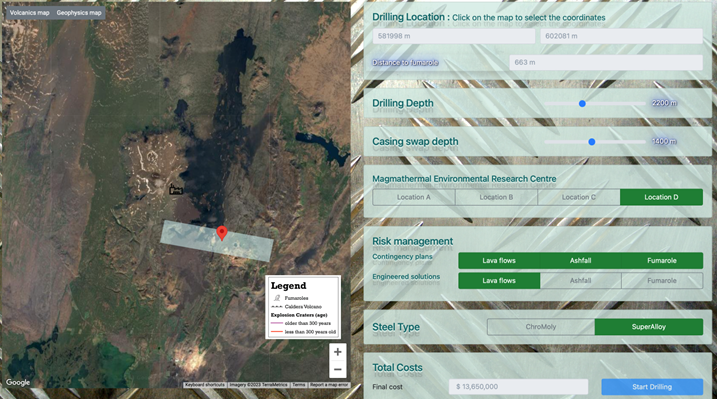 Volcanics map Geophysics map
Legend
Fumaroles
Caldera Volcano
Explosion Craters (age)
older than 300 years
less than 300 years old
+
−
Google
Keyboard shortcuts Imagery ©2023 TerraMetrics Terms Report a map error
Drilling Location : Click on the map to select the coordinates
581998 m 602081 m
Distance to fumarole 663 m
Drilling Depth 2200 m
Casing swap depth 1400 m
Magmathermal Environmental Research Centre
Location A Location B Location C Location D
Risk management
Contingency plans Lava flows Ashfall Fumarole
Engineered solutions Lava flows Ashfall Fumarole
Steel Type ChroMoly SuperAlloy
Total Costs
Final cost $ 13,650,000 Start Drilling